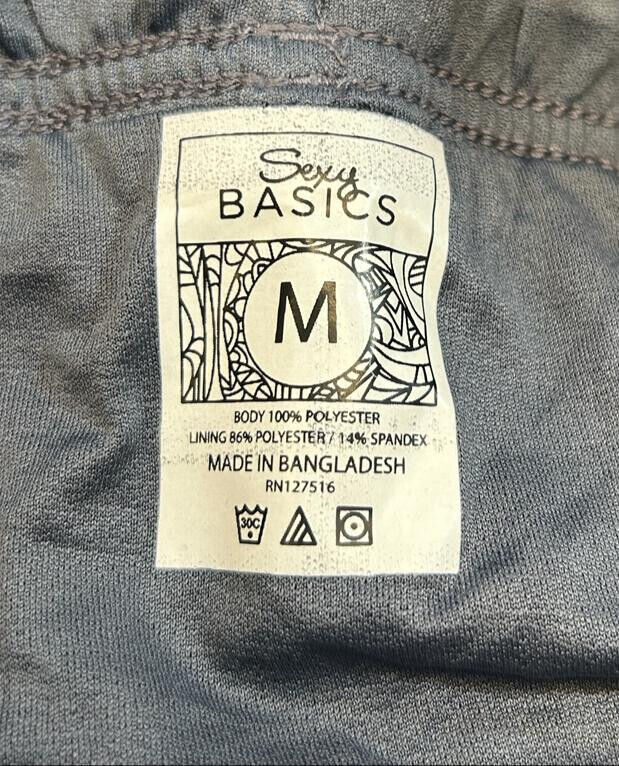 Sexy
BASICS
M
BODY 100% POLYESTER
LINING 86% POLYESTER / 14% SPANDEX
MADE IN BANGLADESH
RN127516
30C